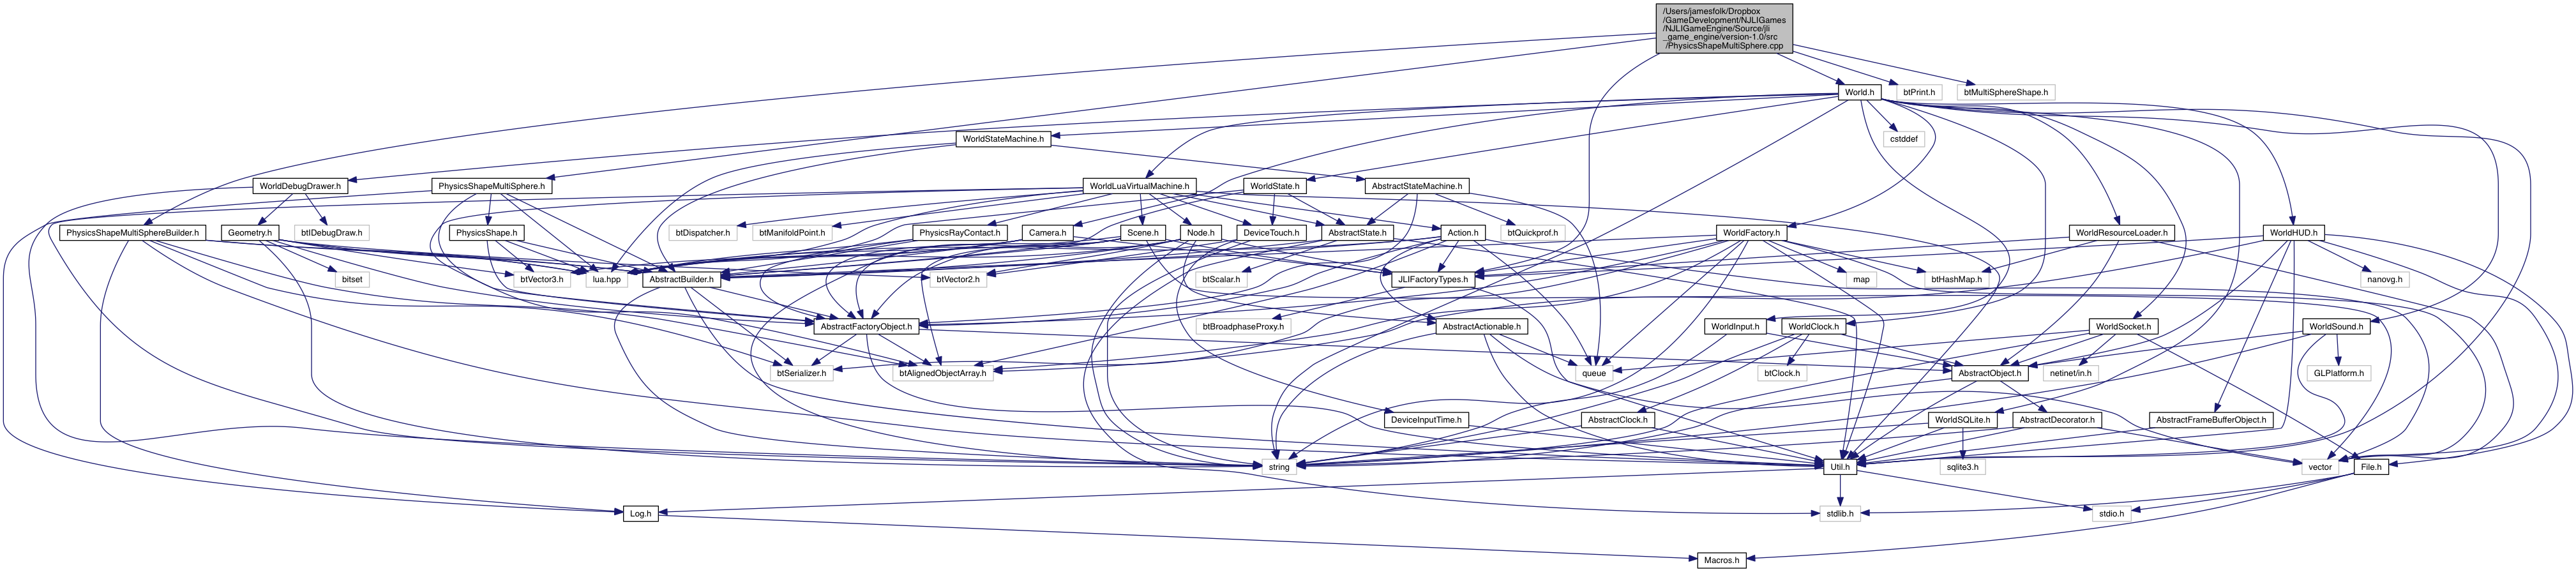 /Users/jamesfolk/Dropbox
/GameDevelopment/NJLIGames
/NJLIGameEngine/Source/jli
_game_engine/version-1.0/src
/PhysicsShapeMultiSphere.cpp
World.h
btPrint.h
btMultiSphereShape.h
WorldStateMachine.h
cstddef
WorldDebugDrawer.h
PhysicsShapeMultiSphere.h
WorldLuaVirtualMachine.h
WorldState.h
AbstractStateMachine.h
PhysicsShapeMultiSphereBuilder.h
Geometry.h
btIDebugDraw.h
PhysicsShape.h
btDispatcher.h
btManifoldPoint.h
PhysicsRayContact.h
Camera.h
Scene.h
Node.h
DeviceTouch.h
AbstractState.h
Action.h
btQuickprof.h
WorldFactory.h
WorldResourceLoader.h
WorldHUD.h
bitset
btVector3.h
lua.hpp
AbstractBuilder.h
btVector2.h
btScalar.h
JLIFactoryTypes.h
map
btHashMap.h
nanovg.h
AbstractFactoryObject.h
btBroadphaseProxy.h
AbstractActionable.h
WorldInput.h
WorldClock.h
WorldSocket.h
WorldSound.h
btSerializer.h
btAlignedObjectArray.h
queue
btClock.h
AbstractObject.h
netinet/in.h
GLPlatform.h
DeviceInputTime.h
AbstractClock.h
WorldSQLite.h
AbstractDecorator.h
AbstractFrameBufferObject.h
string
Util.h
sqlite3.h
vector
File.h
Log.h
stdlib.h
stdio.h
Macros.h